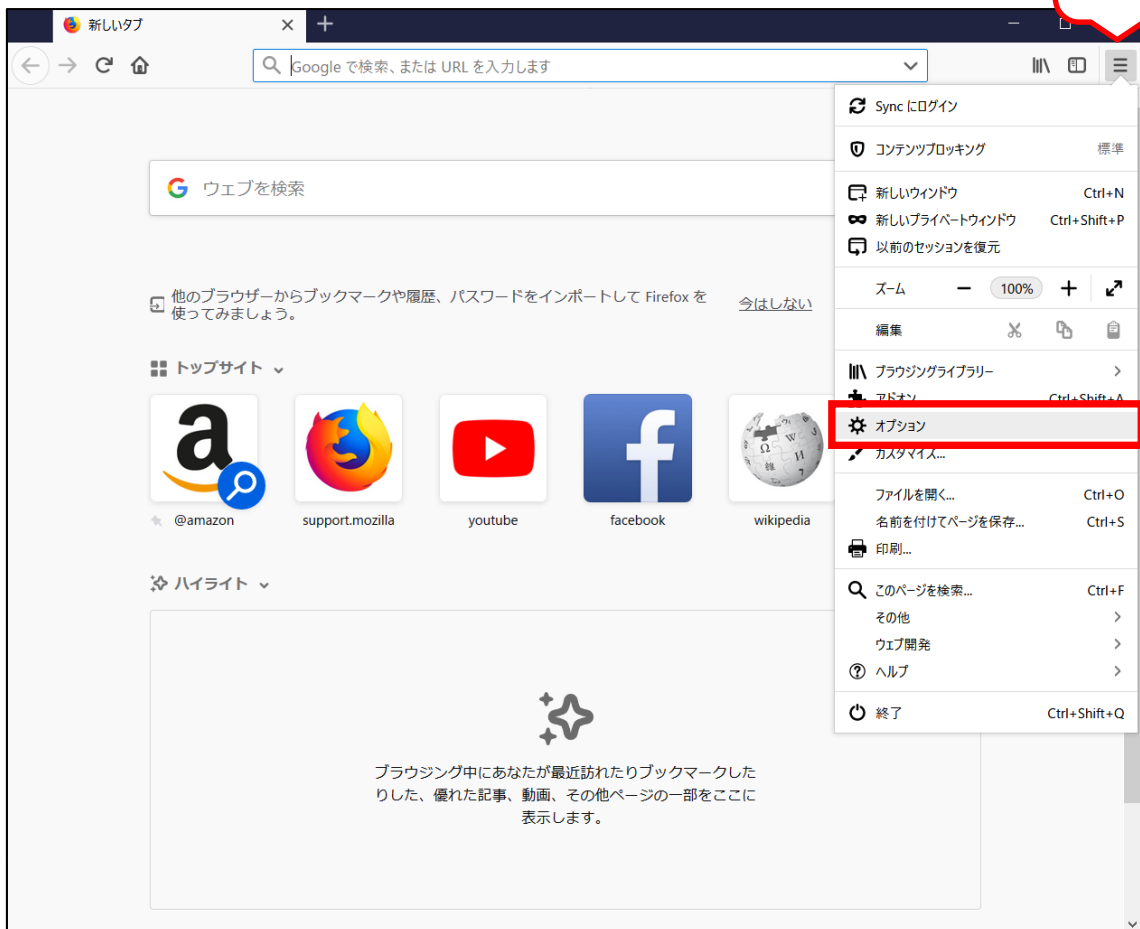 新しいタブ
Google で検索、または URL を入力します
Sync にログイン
コンテンツブロッキング 標準
新しいウィンドウ Ctrl+N
新しいプライベートウィンドウ Ctrl+Shift+P
以前のセッションを復元
ズーム 100%
編集
ブラウジングライブラリー
アドオン Ctrl+Shift+A
オプション
カスタマイズ...
ファイルを開く... Ctrl+O
名前を付けてページを保存... Ctrl+S
印刷...
このページを検索... Ctrl+F
その他
ウェブ開発
ヘルプ
終了 Ctrl+Shift+Q
ウェブを検索
他のブラウザーからブックマークや履歴、パスワードをインポートして Firefox を
使ってみましょう。
今はしない
トップサイト
a
f
Ω W И 維 7
@amazon support.mozilla youtube facebook wikipedia
ハイライト
ブラウジング中にあなたが最近訪れたりブックマークした
りした、優れた記事、動画、その他ページの一部をここに
表示します。